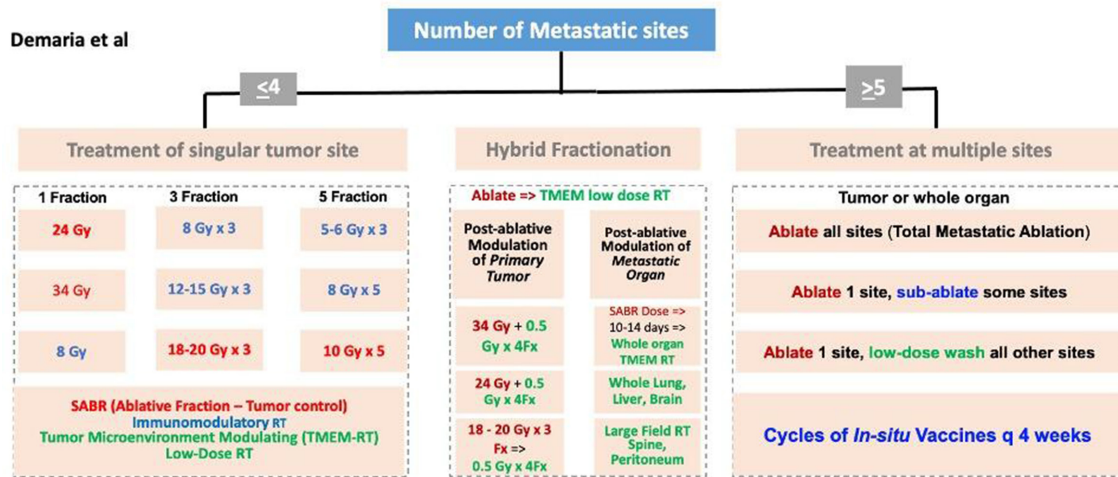 Demaria et al
Number of Metastatic sites
≤4
≥5
Treatment of singular tumor site
1 Fraction
3 Fraction
5 Fraction
24 Gy
8 Gy x 3
5-6 Gy x 3
34 Gy
12-15 Gy x 3
8 Gy x 5
8 Gy
18-20 Gy x 3
10 Gy x 5
SABR (Ablative Fraction – Tumor control)
Immunomodulatory RT
Tumor Microenvironment Modulating (TMEM-RT)
Low-Dose RT
Hybrid Fractionation
Ablate => TMEM low dose RT
Post-ablative
Modulation
of Primary
Tumor
Post-ablative
Modulation of
Metastatic
Organ
34 Gy + 0.5
Gy x 4Fx
SABR Dose =>
10-14 days =>
Whole organ
TMEM RT
24 Gy + 0.5
Gy x 4Fx
Whole Lung,
Liver, Brain
18 - 20 Gy x 3
Fx =>
0.5 Gy x 4Fx
Large Field RT
Spine,
Peritoneum
Treatment at multiple sites
Tumor or whole organ
Ablate all sites (Total Metastatic Ablation)
Ablate 1 site, sub-ablate some sites
Ablate 1 site, low-dose wash all other sites
Cycles of In-situ Vaccines q 4 weeks